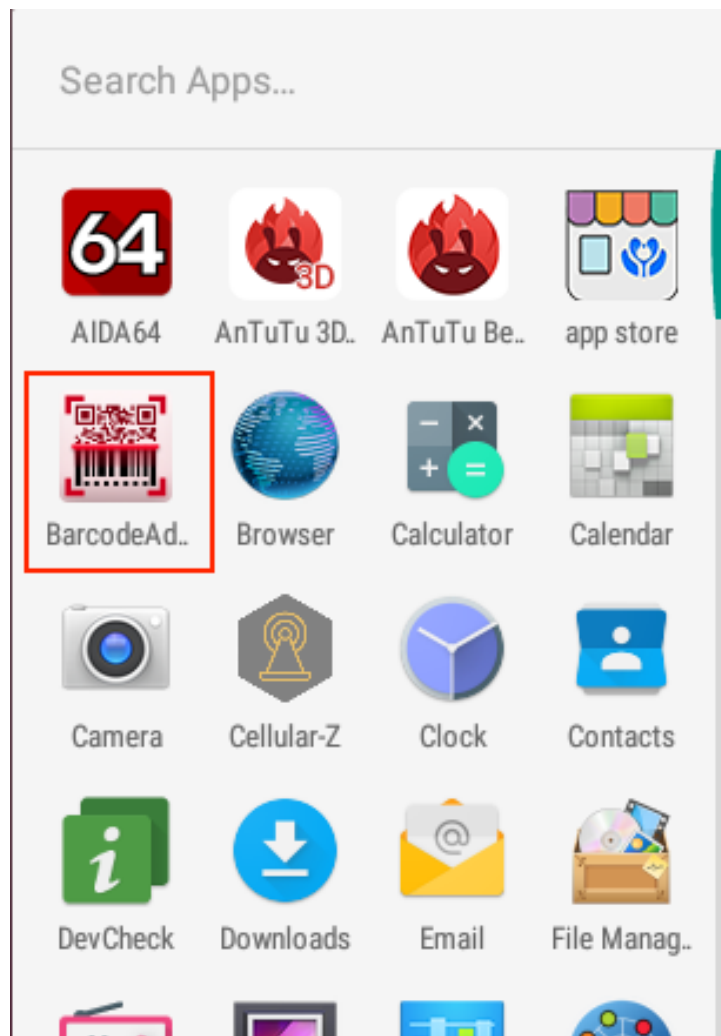 Search Apps...
64
3D
AIDA64
AnTuTu 3D..
AnTuTu Be..
app store
BarcodeAd..
Browser
Calculator
Calendar
Camera
Cellular-Z
Clock
Contacts
i
@
DevCheck
Downloads
Email
File Manag..